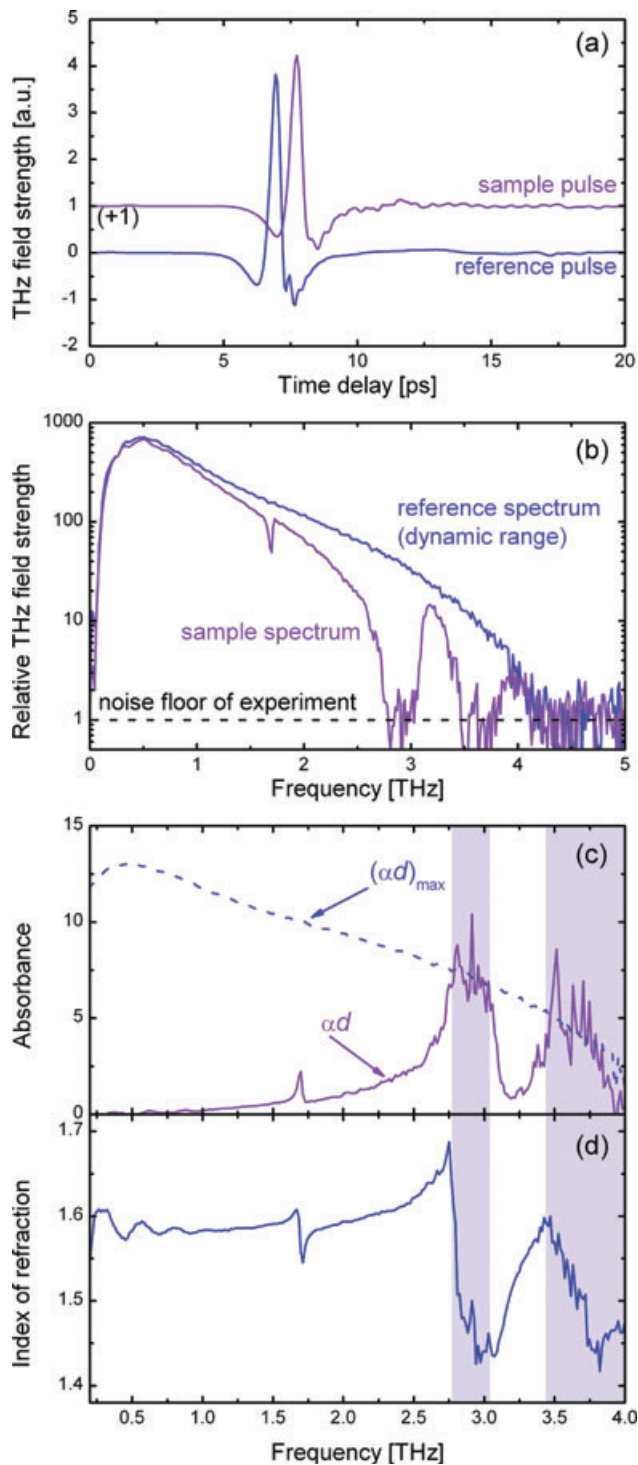 (a)
THz field strength [a.u.]
5
4
3
2
1
0
-1
-2
(+1)
sample pulse
reference pulse
0 5 10 15 20
Time delay [ps]
(b)
Relative THz field strength
1000
100
10
1
reference spectrum
(dynamic range)
sample spectrum
noise floor of experiment
0 1 2 3 4 5
Frequency [THz]
(c)
Absorbance
15
10
5
0
(αd)max
αd
(d)
Index of refraction
1.7
1.6
1.5
1.4
0.5 1.0 1.5 2.0 2.5 3.0 3.5 4.0
Frequency [THz]